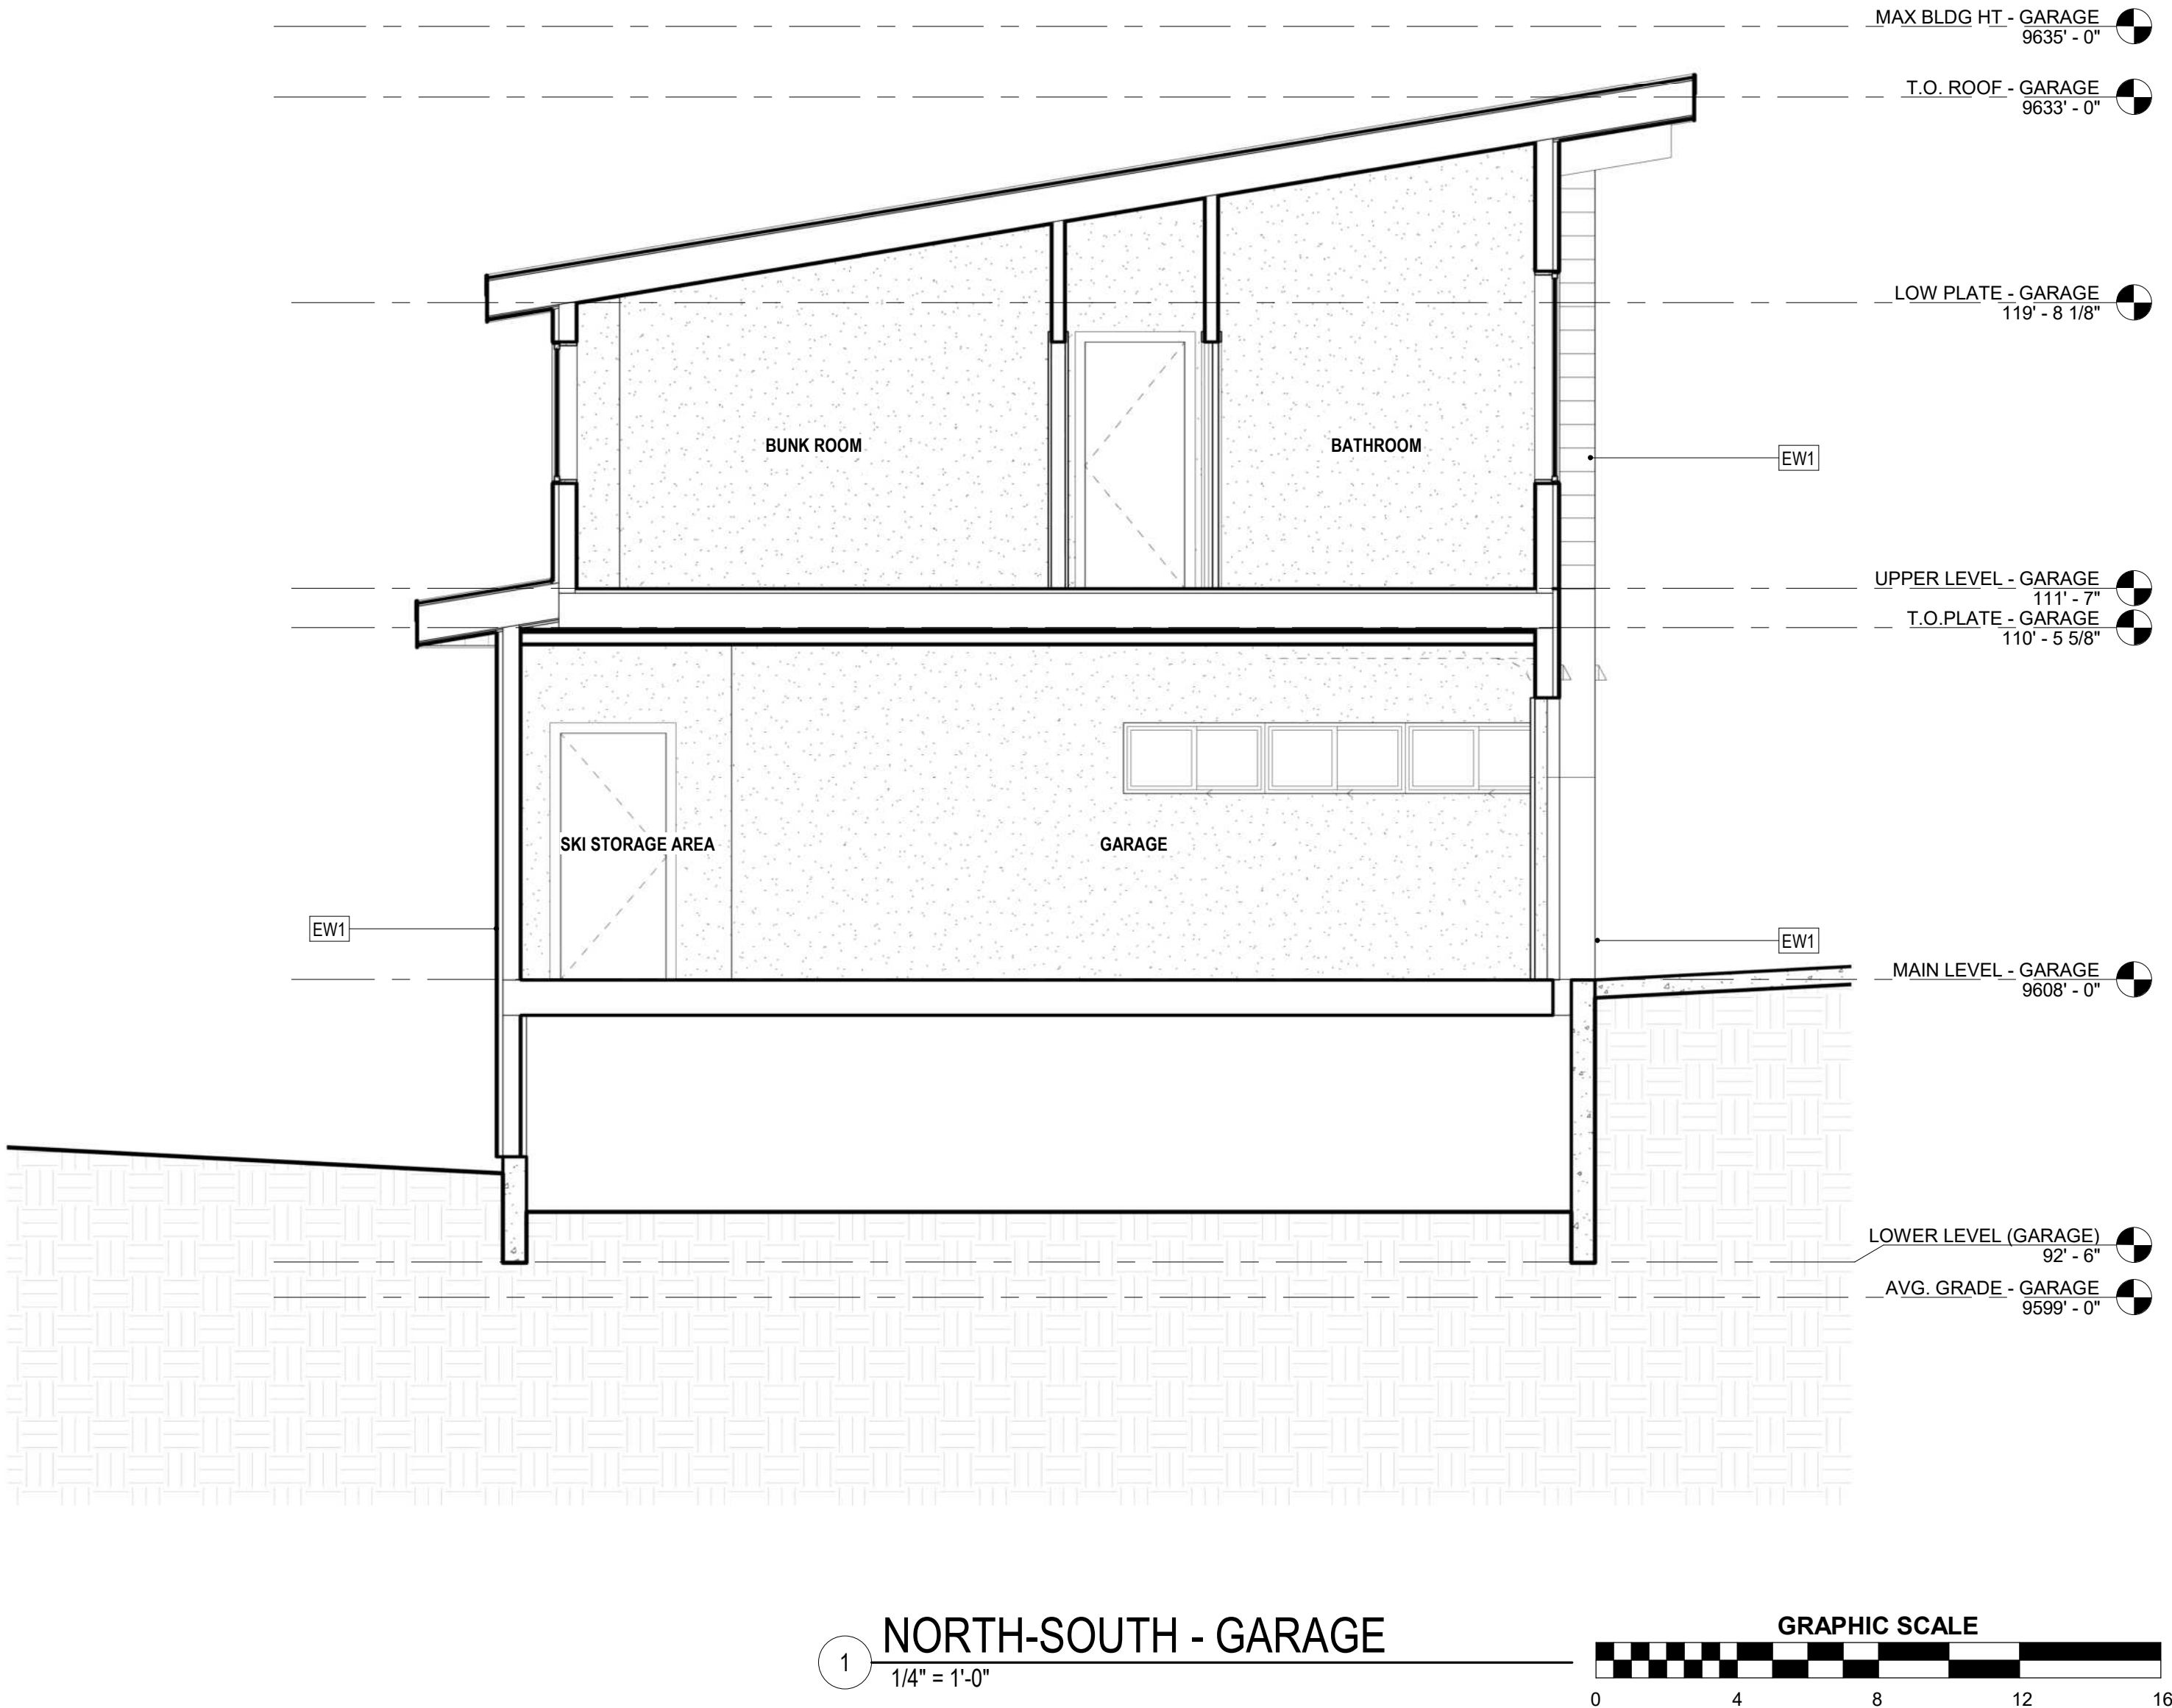 MAX BLDG HT - GARAGE
9635' - 0"
T.O. ROOF - GARAGE
9633' - 0"
LOW PLATE - GARAGE
119' - 8 1/8"
BUNK ROOM
BATHROOM
EW1
UPPER LEVEL - GARAGE
111' - 7"
T.O.PLATE - GARAGE
110' - 5 5/8"
SKI STORAGE AREA
GARAGE
EW1
EW1
MAIN LEVEL - GARAGE
9608' - 0"
LOWER LEVEL (GARAGE)
92' - 6"
AVG. GRADE - GARAGE
9599' - 0"
1
NORTH-SOUTH - GARAGE
1/4" = 1'-0"
GRAPHIC SCALE
0 4 8 12 16